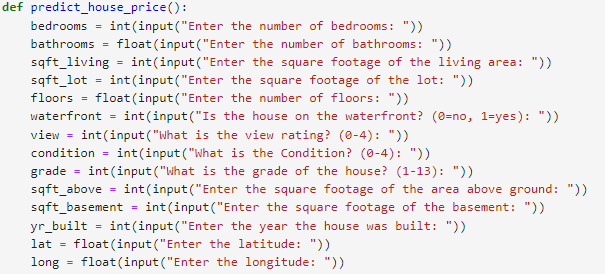 def predict_house_price():
    bedrooms = int(input("Enter the number of bedrooms: "))
    bathrooms = float(input("Enter the number of bathrooms: "))
    sqft_living = int(input("Enter the square footage of the living area: "))
    sqft_lot = int(input("Enter the square footage of the lot: "))
    floors = float(input("Enter the number of floors: "))
    waterfront = int(input("Is the house on the waterfront? (0=no, 1=yes): "))
    view = int(input("What is the view rating? (0-4): "))
    condition = int(input("What is the Condition? (0-4): "))
    grade = int(input("What is the grade of the house? (1-13): "))
    sqft_above = int(input("Enter the square footage of the area above ground: "))
    sqft_basement = int(input("Enter the square footage of the basement: "))
    yr_built = int(input("Enter the year the house was built: "))
    lat = float(input("Enter the latitude: "))
    long = float(input("Enter the longitude: "))